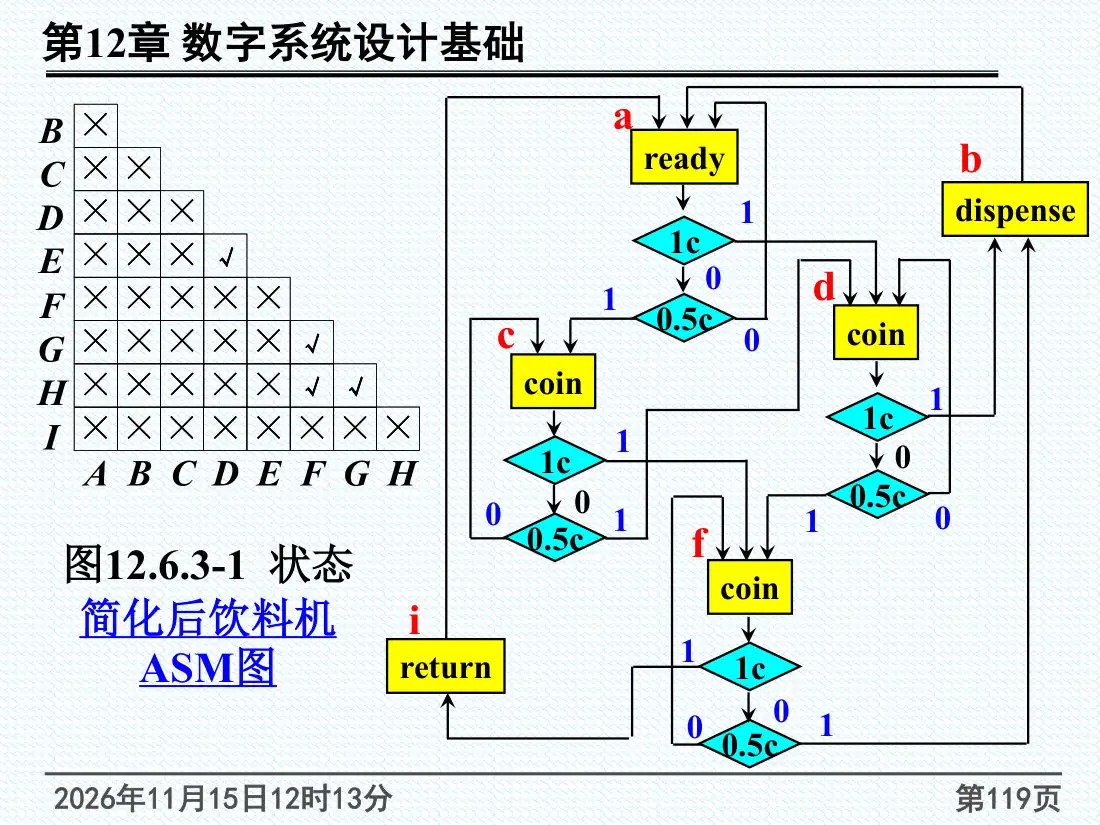 第12章 数字系统设计基础
B ×
C × ×
D × × ×
E × × × √
F × × × × ×
G × × × × × √
H × × × × × √ √
I × × × × × × × ×
A B C D E F G H
图12.6.3-1 状态
简化后饮料机
ASM图
a
ready
1c
1
0
0.5c
1
0
b
dispense
c
coin
1c
1
0
0.5c
0
1
d
coin
1c
1
0
0.5c
1
0
f
coin
1c
1
0
0.5c
0
1
i
return
2026年11月15日12时13分
第119页